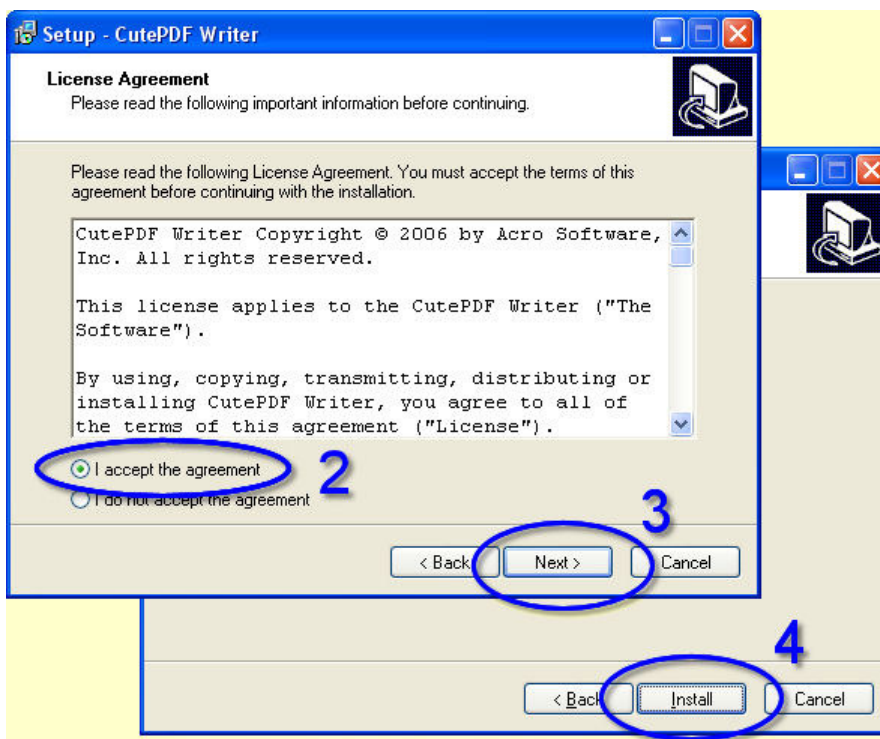 Setup - CutePDF Writer
License Agreement
Please read the following important information before continuing.
Please read the following License Agreement. You must accept the terms of this
agreement before continuing with the installation.
CutePDF Writer Copyright © 2006 by Acro Software,
Inc. All rights reserved.
This license applies to the CutePDF Writer ("The
Software").
By using, copying, transmitting, distributing or
installing CutePDF Writer, you agree to all of
the terms of this agreement ("License").
I accept the agreement 2
I do not accept the agreement
3
< Back Next > Cancel
4
< Back Install Cancel